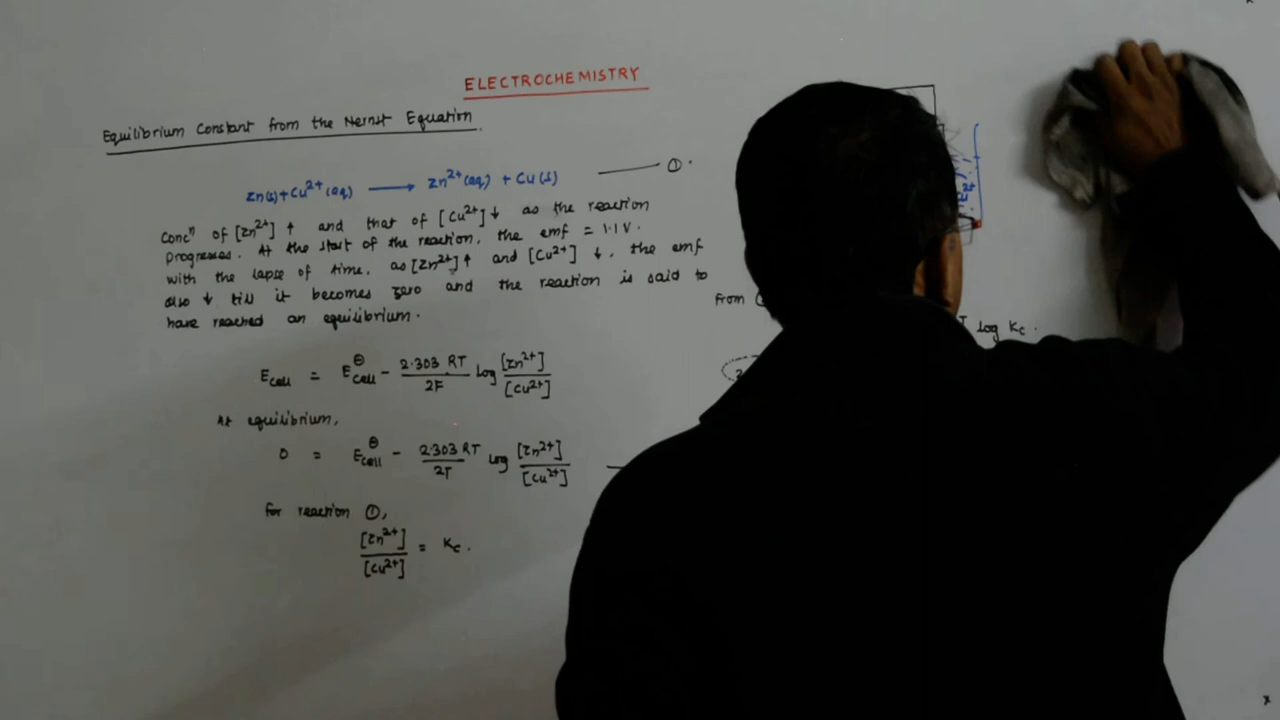 ELECTROCHEMISTRY
Equilibrium Constant from the Nernst Equation.
Zn(s)+Cu²⁺(aq) ⟶ Zn²⁺(aq) + Cu(s) —— ①.
Concⁿ of [Zn²⁺] ↑ and that of [Cu²⁺] ↓ as the reaction
progresses. At the start of the reaction, the emf = 1.1V.
with the lapse of time, as [Zn²⁺] ↑ and [Cu²⁺] ↓, the emf
also ↓ till it becomes zero and the reaction is said to
have reached an equilibrium.
E_cell = E^⊖_cell - 2.303 RT/2F log [Zn²⁺]/[Cu²⁺]
At equilibrium,
0 = E^⊖_cell - 2.303 RT/2T log [Zn²⁺]/[Cu²⁺] —
for reaction ①,
[Zn²⁺]/[Cu²⁺] = Kc.
From
log Kc.